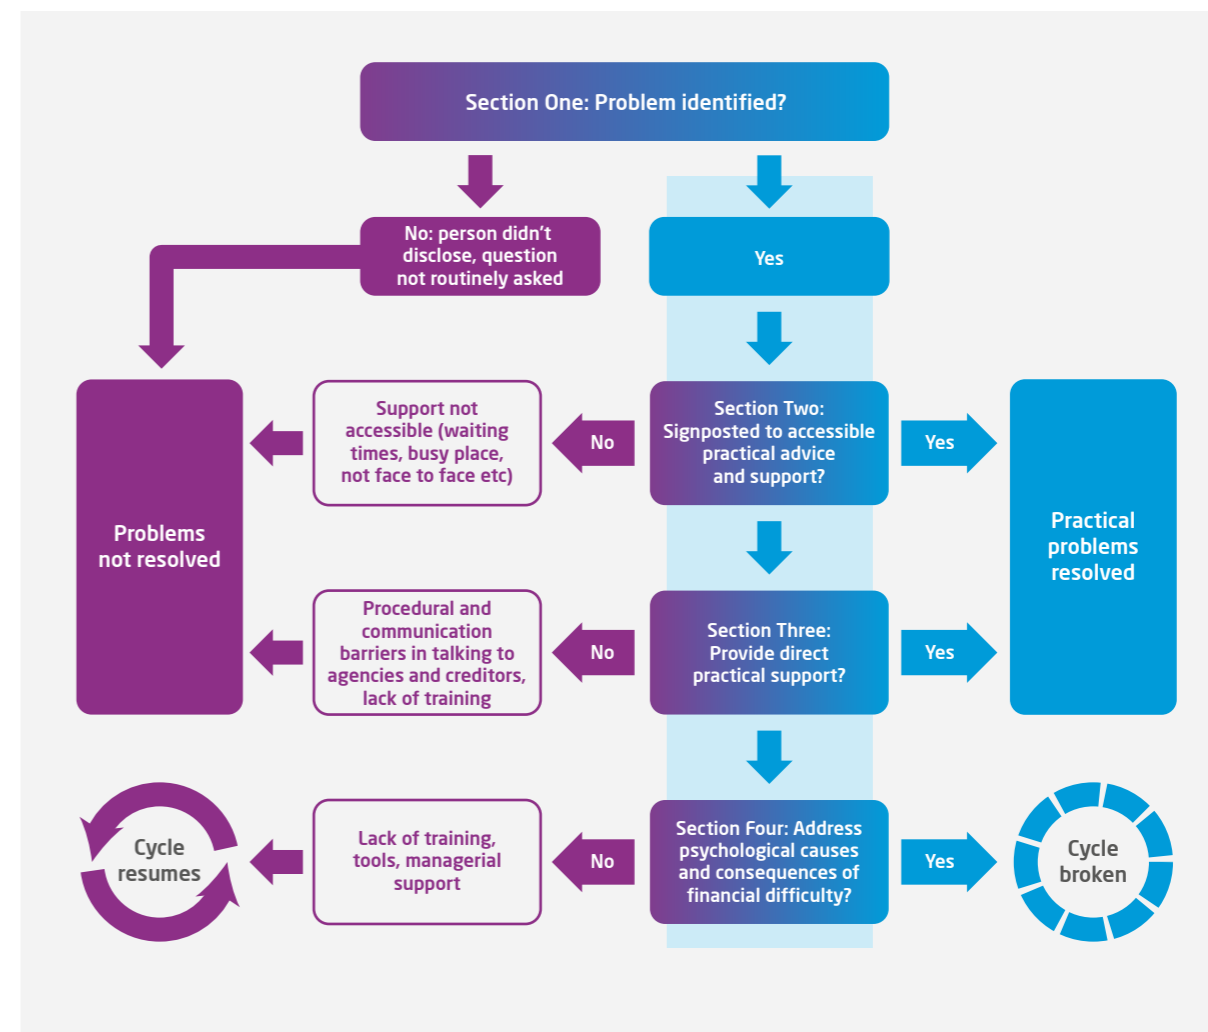 Section One: Problem identified?
No: person didn't
disclose, question
not routinely asked
Yes
Problems
not resolved
Support not
accessible (waiting
times, busy place,
not face to face etc)
No
Section Two:
Signposted to accessible
practical advice
and support?
Yes
Practical
problems
resolved
Procedural and
communication
barriers in talking to
agencies and creditors,
lack of training
No
Section Three:
Provide direct
practical support?
Yes
Cycle
resumes
Lack of training,
tools, managerial
support
No
Section Four: Address
psychological causes
and consequences of
financial difficulty?
Yes
Cycle
broken